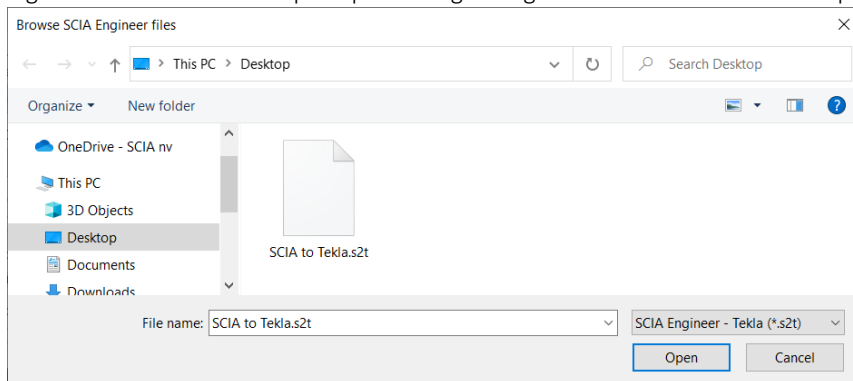 Browse SCIA Engineer files
This PC > Desktop
Search Desktop
Organize
New folder
OneDrive - SCIA nv
This PC
3D Objects
Desktop
Documents
Downloads
SCIA to Tekla.s2t
File name:
SCIA to Tekla.s2t
SCIA Engineer - Tekla (*.s2t)
Open
Cancel